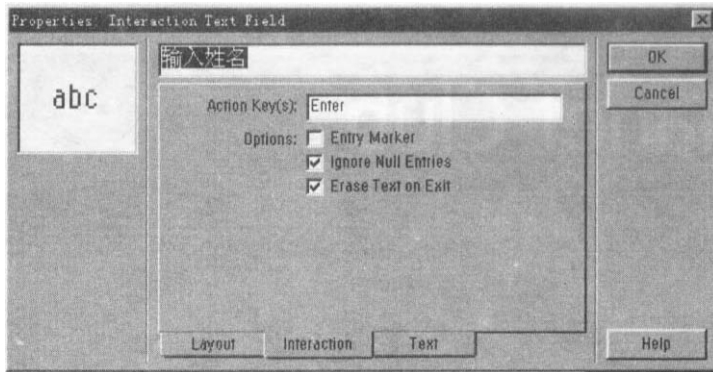 Properties: Interaction Text Field
輸入姓名
OK
abc
Cancel
Action Key(s): Enter
Options: Entry Marker
Ignore Null Entries
Erase Text on Exit
Layout Interaction Text
Help